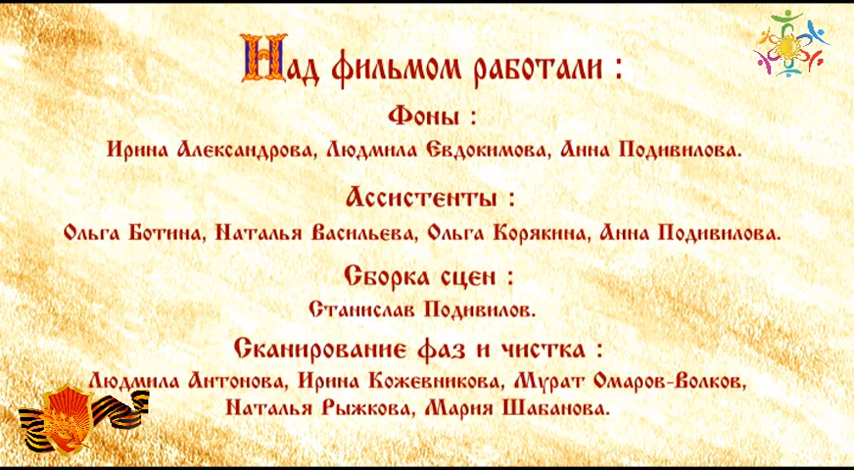 Над фильмом работали :
Фоны :
Ирина Александрова, Людмила Евдокимова, Анна Подивилова.
Ассистенты :
Ольга Ботина, Наталья Васильева, Ольга Корякина, Анна Подивилова.
Сборка сцен :
Станислав Подивилов.
Сканирование фаз и чистка :
Людмила Антонова, Ирина Кожевникова, Мурат Омаров-Волков,
Наталья Рыжкова, Мария Шабанова.